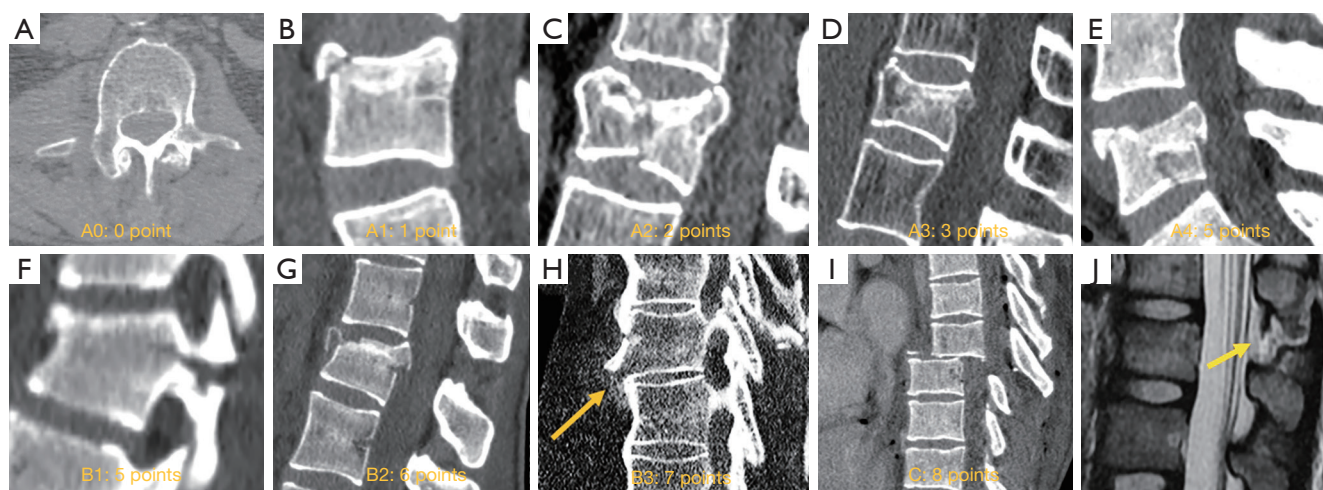 A
A0: 0 point
B
A1: 1 point
C
A2: 2 points
D
A3: 3 points
E
A4: 5 points
F
B1: 5 points
G
B2: 6 points
H
B3: 7 points
I
C: 8 points
J